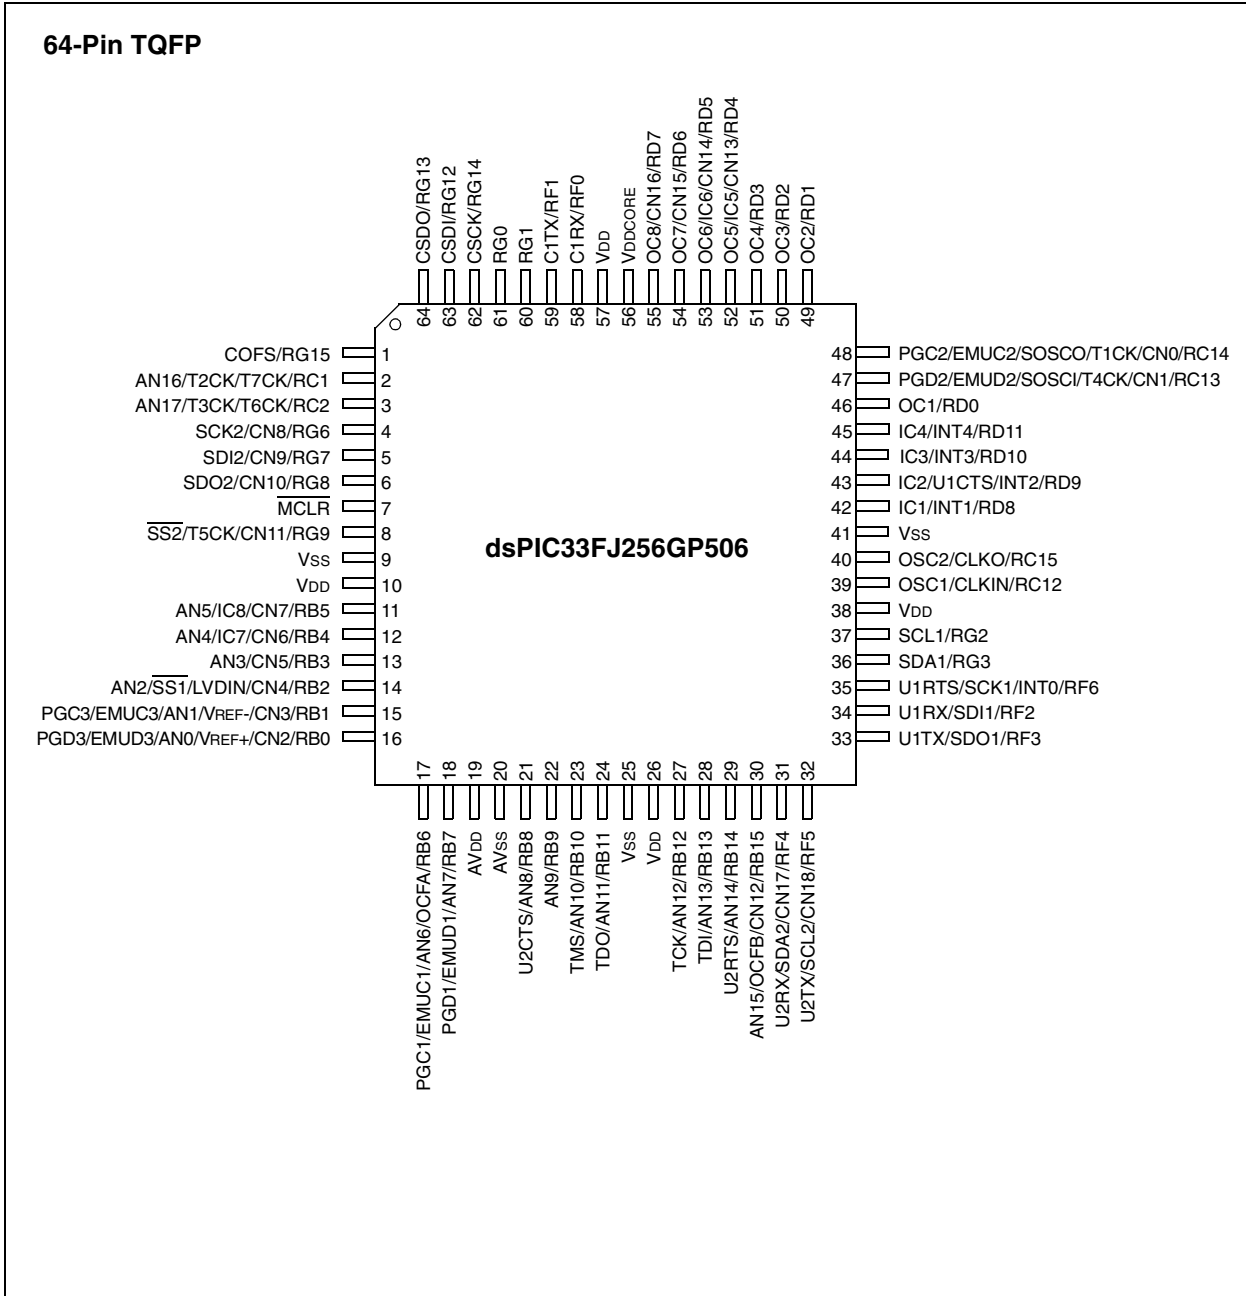 64-Pin TQFP
CSDO/RG13
CSDI/RG12
CSCK/RG14
RG0
RG1
C1TX/RF1
C1RX/RF0
VDD
VDDCORE
OC8/CN16/RD7
OC7/CN15/RD6
OC6/IC6/CN14/RD5
OC5/IC5/CN13/RD4
OC4/RD3
OC3/RD2
OC2/RD1
64 63 62 61 60 59 58 57 56 55 54 53 52 51 50 49
COFS/RG15 1
AN16/T2CK/T7CK/RC1 2
AN17/T3CK/T6CK/RC2 3
SCK2/CN8/RG6 4
SDI2/CN9/RG7 5
SDO2/CN10/RG8 6
MCLR 7
SS2/T5CK/CN11/RG9 8
VSS 9
VDD 10
AN5/IC8/CN7/RB5 11
AN4/IC7/CN6/RB4 12
AN3/CN5/RB3 13
AN2/SS1/LVDIN/CN4/RB2 14
PGC3/EMUC3/AN1/VREF-/CN3/RB1 15
PGD3/EMUD3/AN0/VREF+/CN2/RB0 16
dsPIC33FJ256GP506
48 PGC2/EMUC2/SOSCO/T1CK/CN0/RC14
47 PGD2/EMUD2/SOSCI/T4CK/CN1/RC13
46 OC1/RD0
45 IC4/INT4/RD11
44 IC3/INT3/RD10
43 IC2/U1CTS/INT2/RD9
42 IC1/INT1/RD8
41 VSS
40 OSC2/CLKO/RC15
39 OSC1/CLKIN/RC12
38 VDD
37 SCL1/RG2
36 SDA1/RG3
35 U1RTS/SCK1/INT0/RF6
34 U1RX/SDI1/RF2
33 U1TX/SDO1/RF3
17 18 19 20 21 22 23 24 25 26 27 28 29 30 31 32
PGC1/EMUC1/AN6/OCFA/RB6
PGD1/EMUD1/AN7/RB7
AVDD
AVSS
U2CTS/AN8/RB8
AN9/RB9
TMS/AN10/RB10
TDO/AN11/RB11
VSS
VDD
TCK/AN12/RB12
TDI/AN13/RB13
U2RTS/AN14/RB14
AN15/OCFB/CN12/RB15
U2RX/SDA2/CN17/RF4
U2TX/SCL2/CN18/RF5